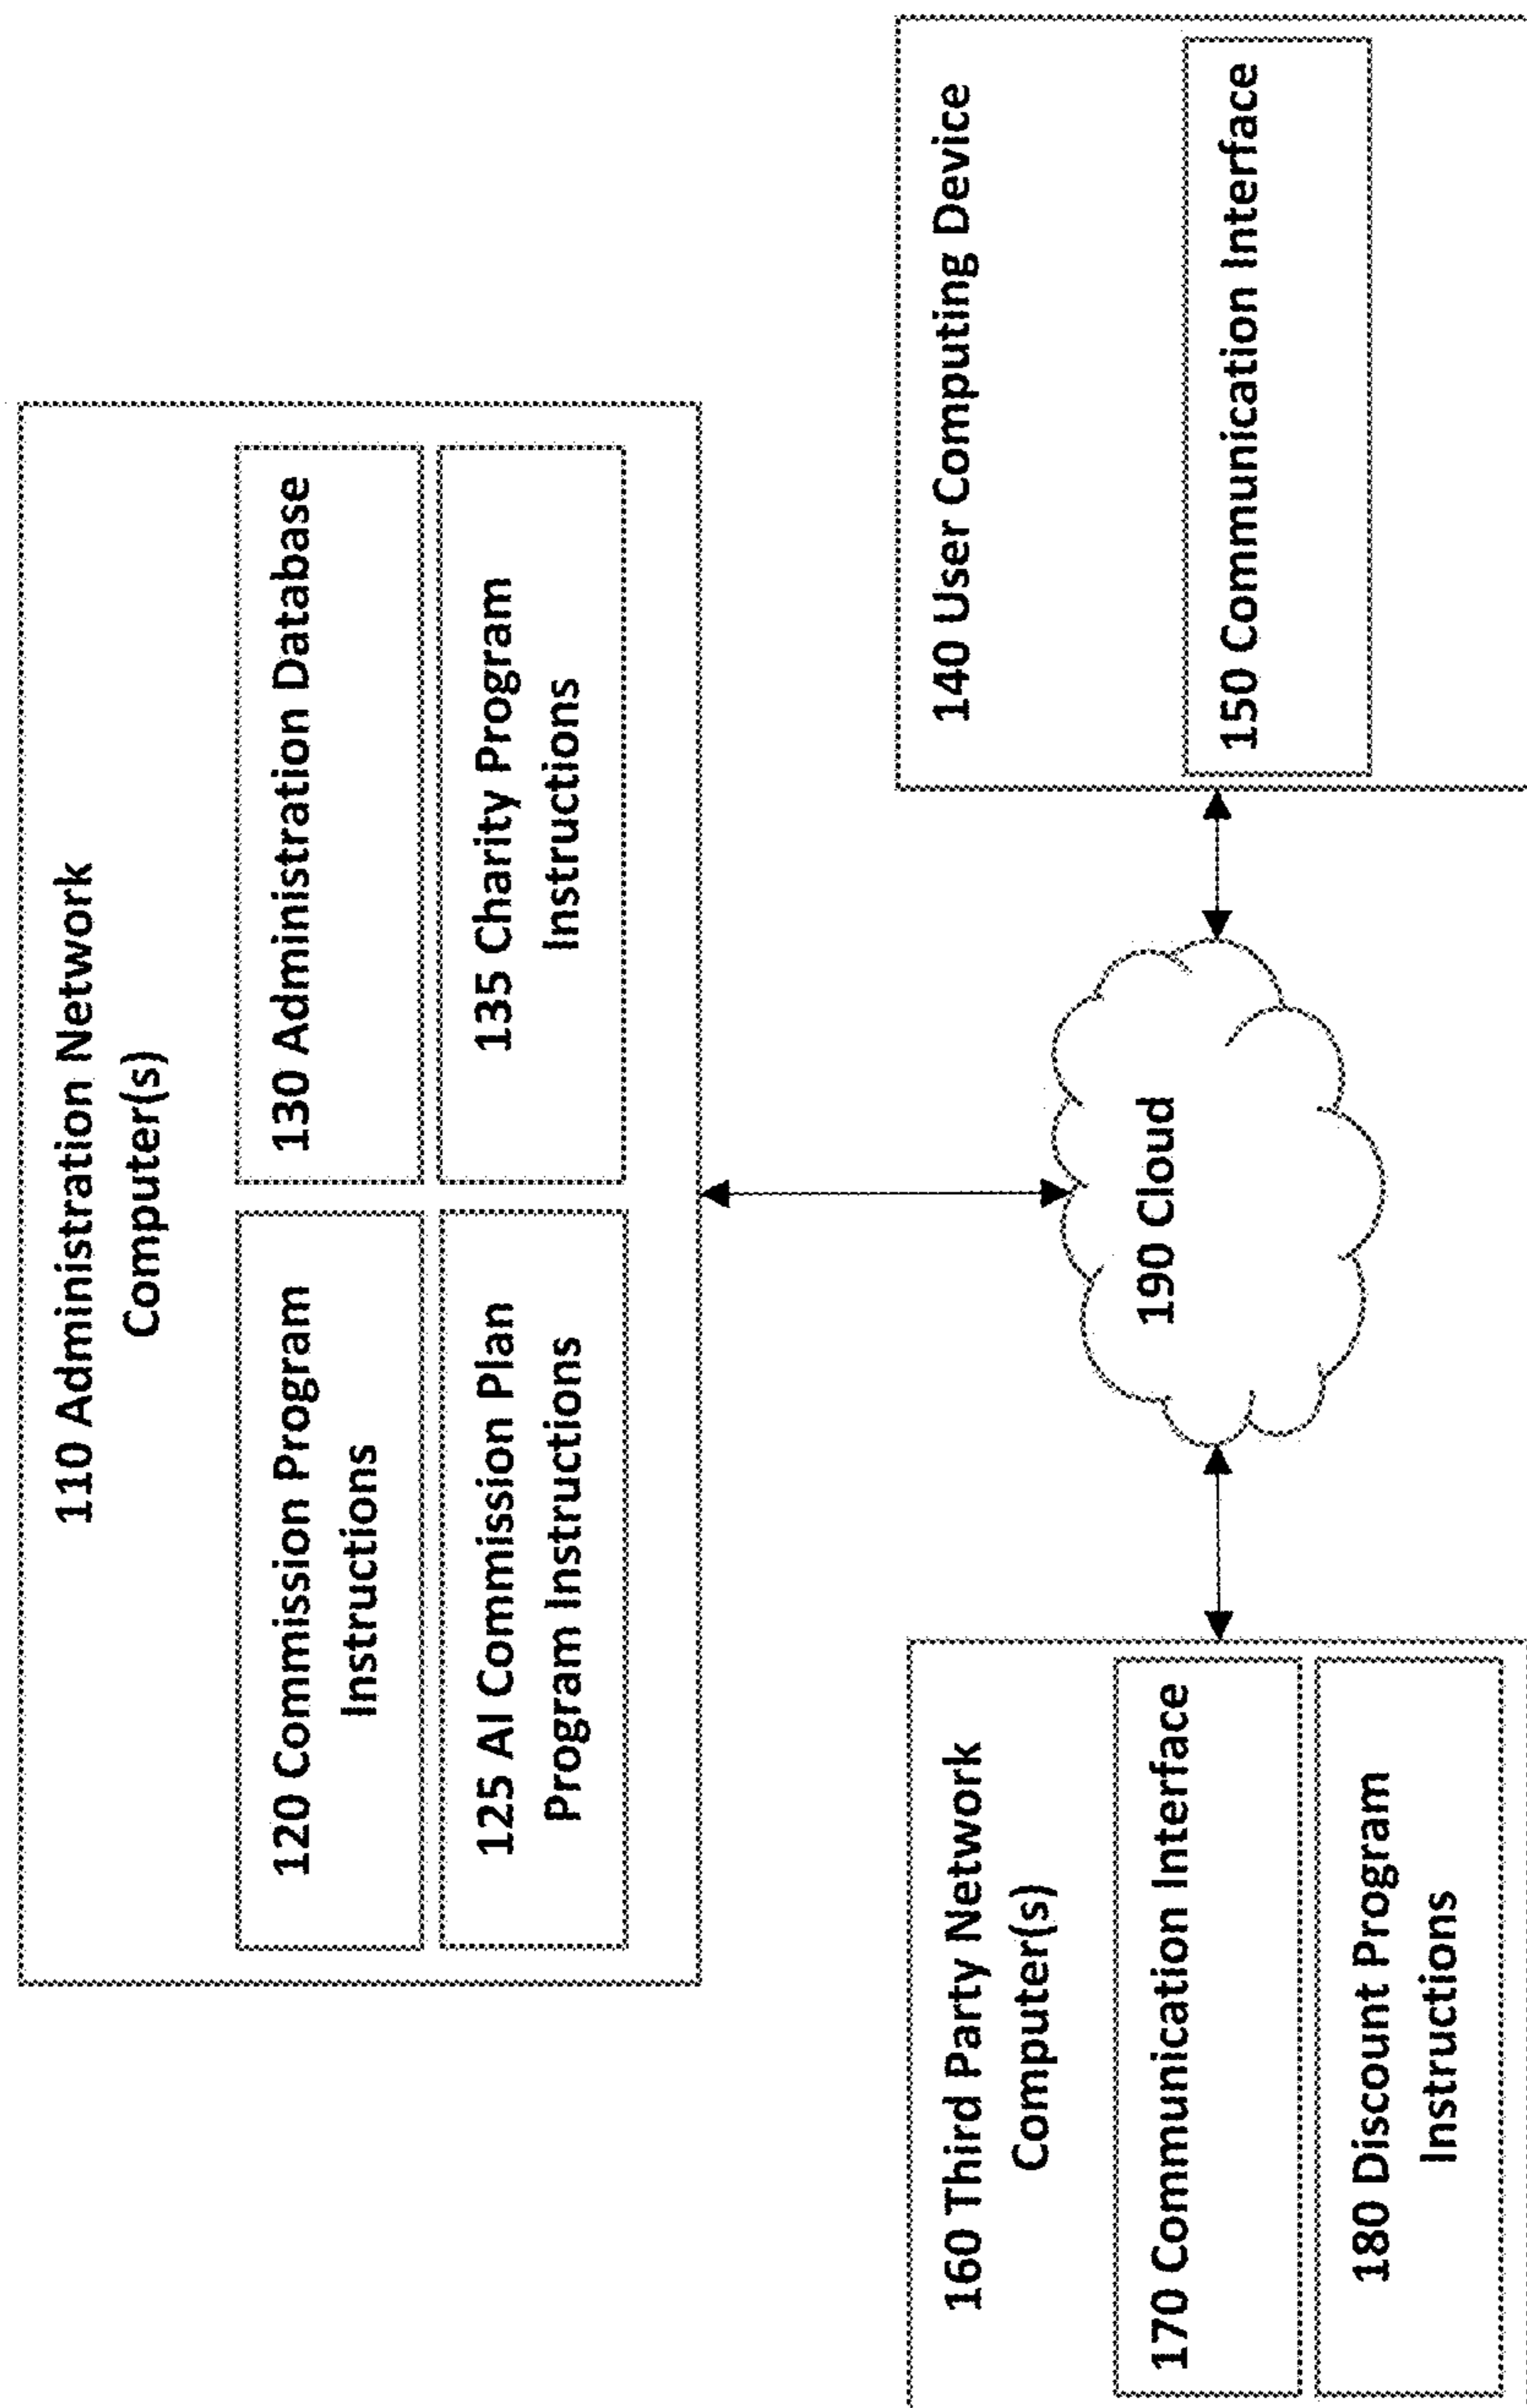 110 Administration Network
Computer(s)
120 Commission Program
Instructions
130 Administration Database
125 AI Commission Plan
Program Instructions
135 Charity Program
Instructions
160 Third Party Network
Computer(s)
170 Communication Interface
180 Discount Program
Instructions
190 Cloud
140 User Computing Device
150 Communication Interface